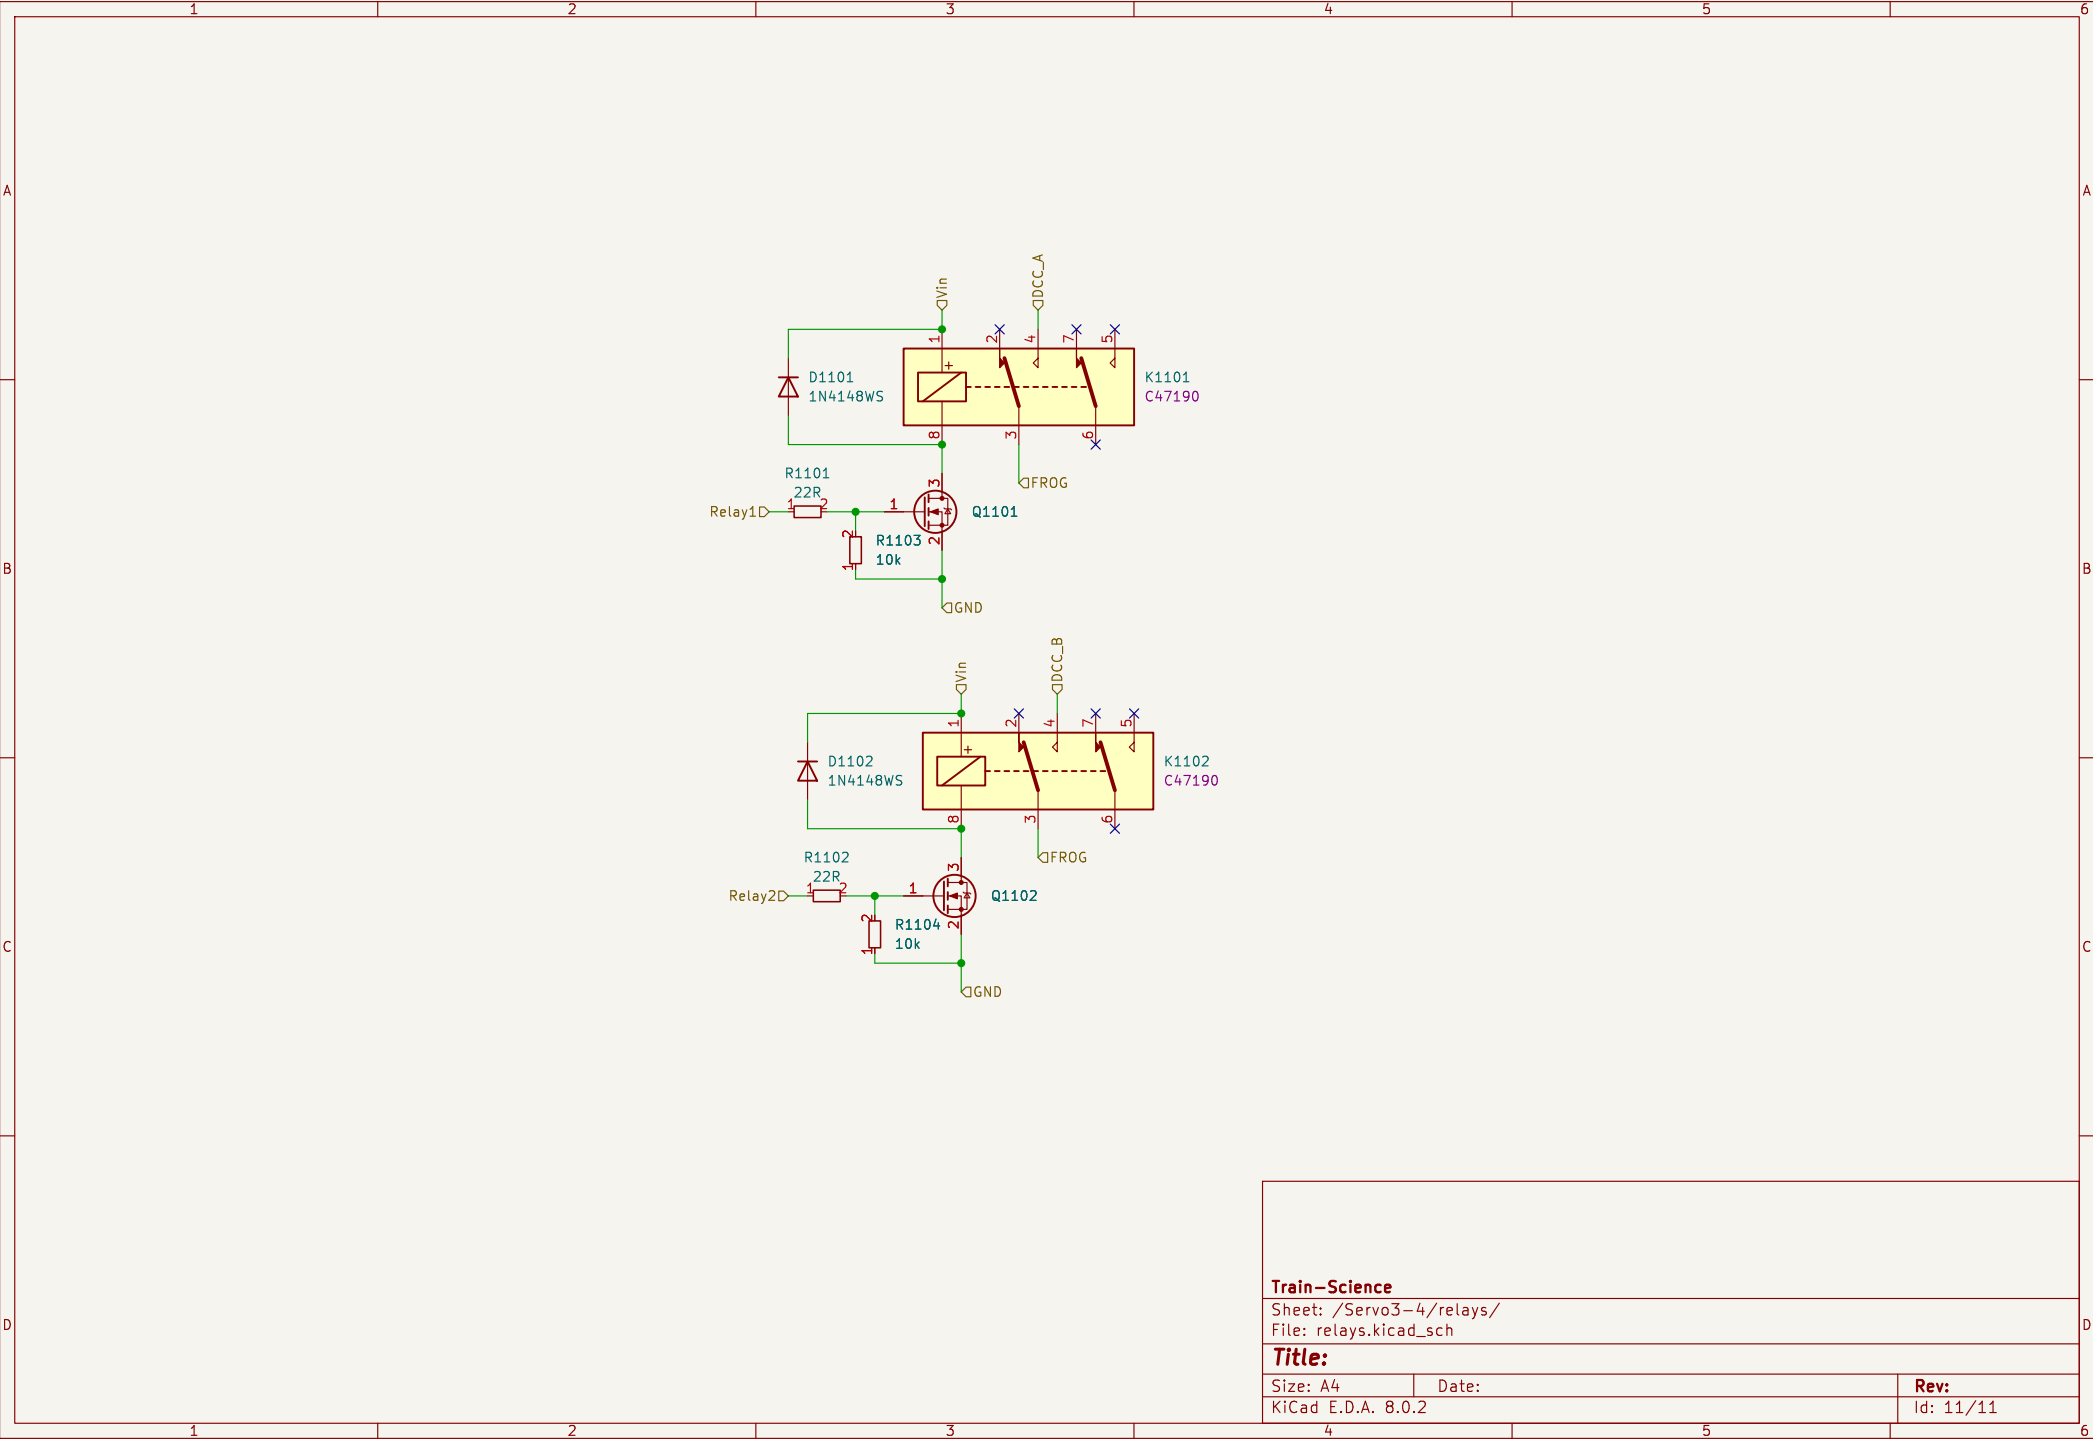 1 2 3 4 5 6
A A
Vin
DCC_A
1 2 4 7 5
+
D1101
1N4148WS
K1101
C47190
8 3 6
R1101
22R
FROG
3
Relay1 1 2 1 Q1101
2 R1103
10k
1 2
B B
GND
Vin
DCC_B
1 2 4 7 5
+
D1102
1N4148WS
K1102
C47190
8 3 6
R1102
22R
FROG
3
Relay2 1 2 1 Q1102
2 R1104
10k
1 2
C C
GND
Train-Science
Sheet: /Servo3-4/relays/
File: relays.kicad_sch
D D
Title:
Size: A4 Date: Rev:
KiCad E.D.A. 8.0.2 Id: 11/11
1 2 3 4 5 6